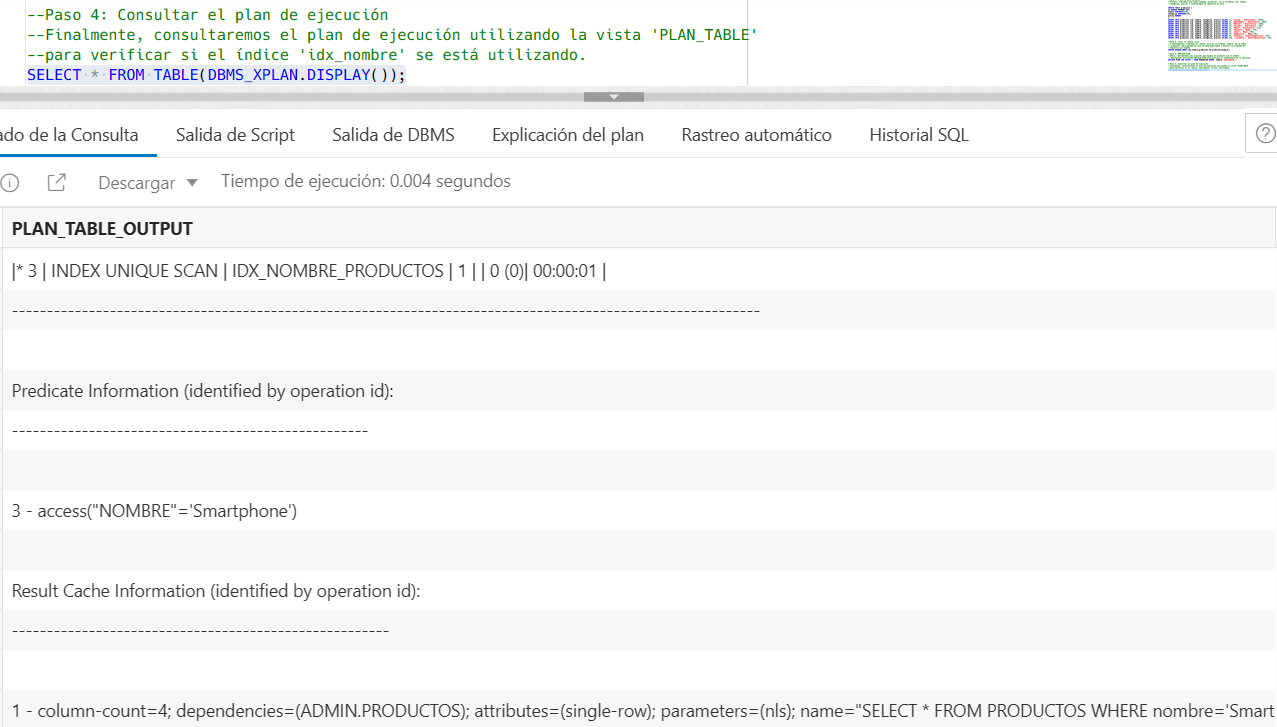 --Paso 4: Consultar el plan de ejecución
--Finalmente, consultaremos el plan de ejecución utilizando la vista 'PLAN_TABLE'
--para verificar si el índice 'idx_nombre' se está utilizando.
SELECT * FROM TABLE(DBMS_XPLAN.DISPLAY());
ado de la Consulta Salida de Script Salida de DBMS Explicación del plan Rastreo automático Historial SQL
Descargar Tiempo de ejecución: 0.004 segundos
PLAN_TABLE_OUTPUT
|* 3 | INDEX UNIQUE SCAN | IDX_NOMBRE_PRODUCTOS | 1 | | 0 (0)| 00:00:01 |
-----------------------------------------------------------------------------------------------------------
Predicate Information (identified by operation id):
---------------------------------------------------
3 - access("NOMBRE"='Smartphone')
Result Cache Information (identified by operation id):
------------------------------------------------------
1 - column-count=4; dependencies=(ADMIN.PRODUCTOS); attributes=(single-row); parameters=(nls); name="SELECT * FROM PRODUCTOS WHERE nombre='Smart